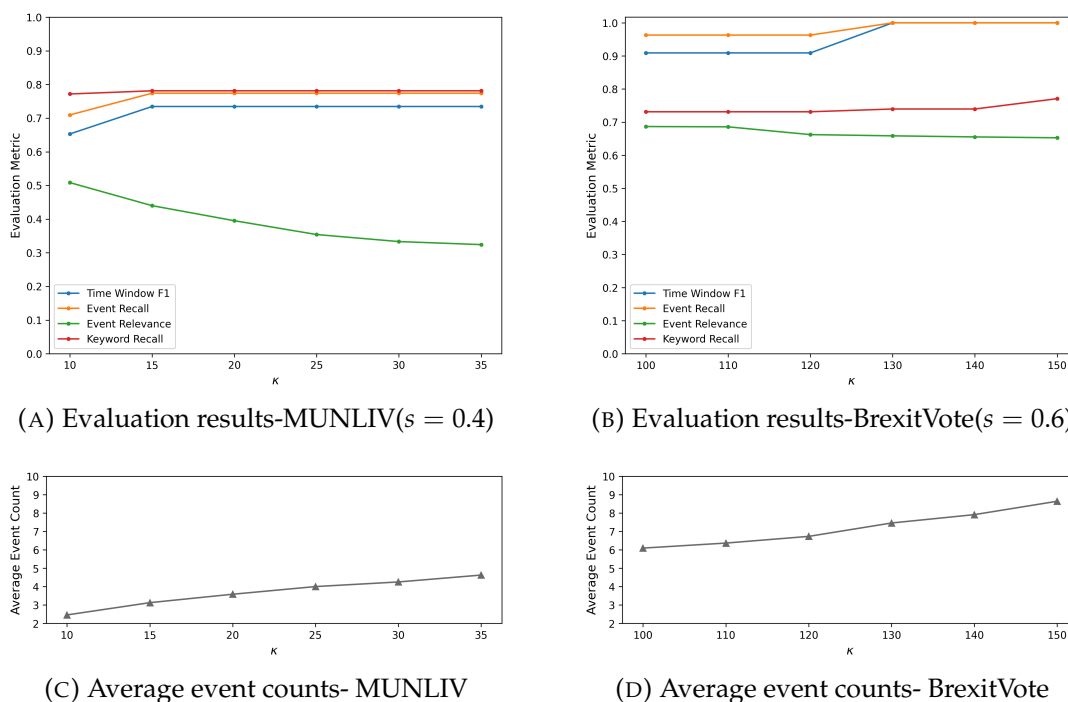 1.0
0.9
0.8
0.7
0.6
0.5
0.4
0.3
0.2
0.1
0.0
Evaluation Metric
Time Window F1
Event Recall
Event Relevance
Keyword Recall
10 15 20 25 30 35
κ
(A) Evaluation results-MUNLIV(s = 0.4)
1.0
0.9
0.8
0.7
0.6
0.5
0.4
0.3
0.2
0.1
0.0
Evaluation Metric
Time Window F1
Event Recall
Event Relevance
Keyword Recall
100 110 120 130 140 150
κ
(B) Evaluation results-BrexitVote(s = 0.6)
10
9
8
7
6
5
4
3
2
Average Event Count
10 15 20 25 30 35
κ
(C) Average event counts- MUNLIV
10
9
8
7
6
5
4
3
2
Average Event Count
100 110 120 130 140 150
κ
(D) Average event counts- BrexitVote